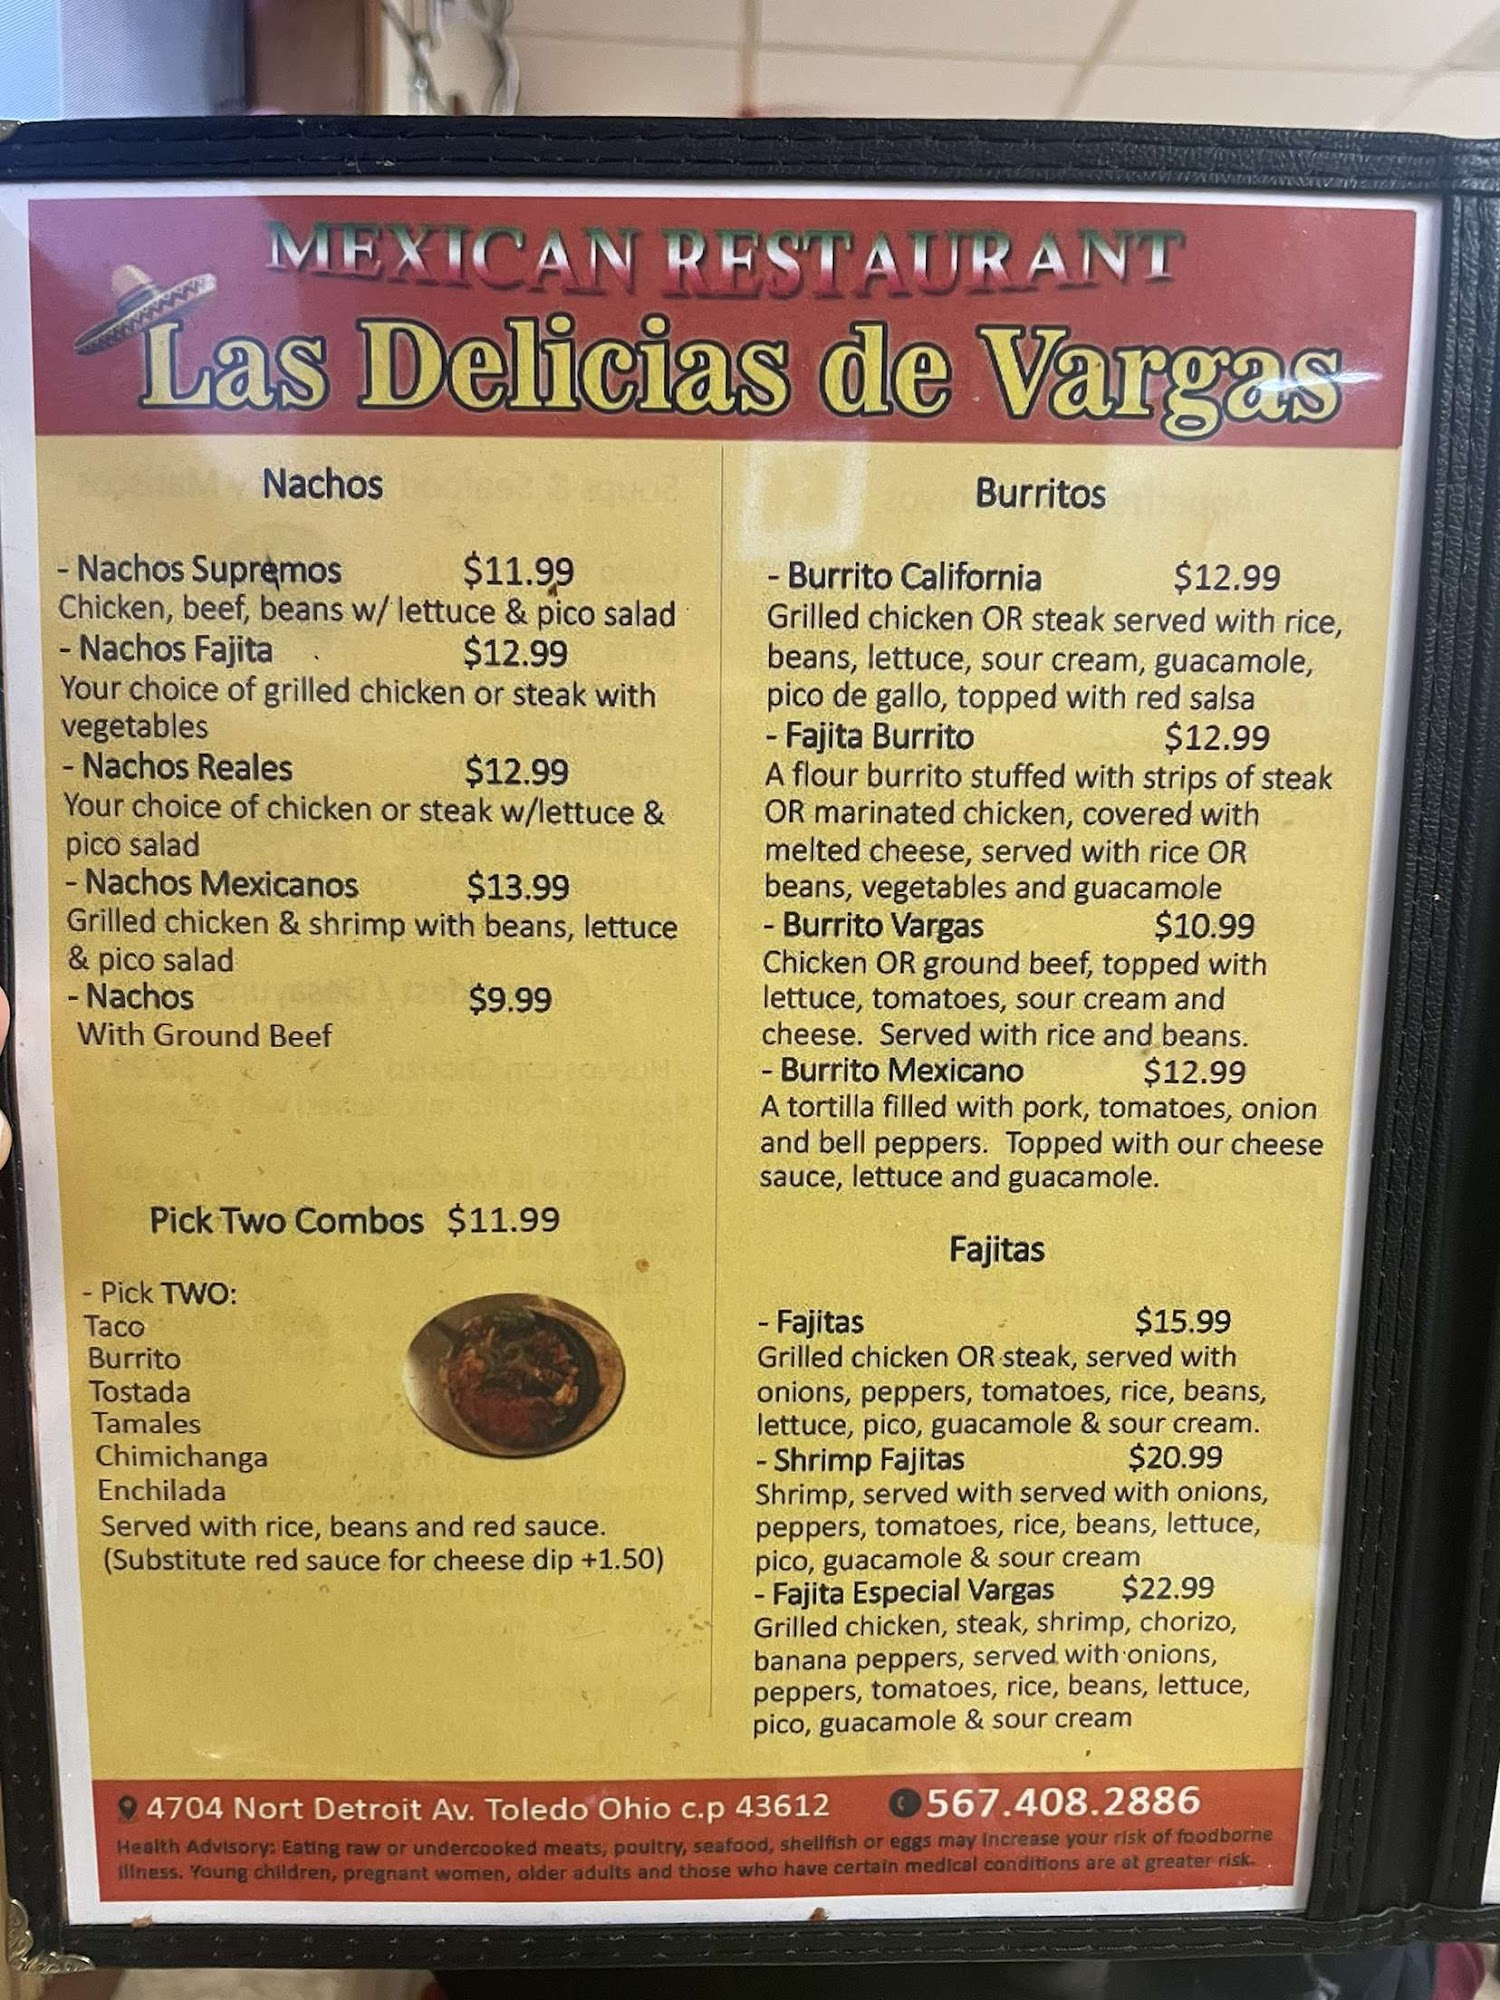 MEXICAN RESTAURANT
Las Delicias de Vargas
Nachos
- Nachos Supremos $11.99
Chicken, beef, beans w/ lettuce & pico salad
- Nachos Fajita $12.99
Your choice of grilled chicken or steak with
vegetables
- Nachos Reales $12.99
Your choice of chicken or steak w/lettuce &
pico salad
- Nachos Mexicanos $13.99
Grilled chicken & shrimp with beans, lettuce
& pico salad
- Nachos $9.99
With Ground Beef
Pick Two Combos $11.99
- Pick TWO:
Taco
Burrito
Tostada
Tamales
Chimichanga
Enchilada
Served with rice, beans and red sauce.
(Substitute red sauce for cheese dip +1.50)
Burritos
- Burrito California $12.99
Grilled chicken OR steak served with rice,
beans, lettuce, sour cream, guacamole,
pico de gallo, topped with red salsa
- Fajita Burrito $12.99
A flour burrito stuffed with strips of steak
OR marinated chicken, covered with
melted cheese, served with rice OR
beans, vegetables and guacamole
- Burrito Vargas $10.99
Chicken OR ground beef, topped with
lettuce, tomatoes, sour cream and
cheese. Served with rice and beans.
- Burrito Mexicano $12.99
A tortilla filled with pork, tomatoes, onion
and bell peppers. Topped with our cheese
sauce, lettuce and guacamole.
Fajitas
- Fajitas $15.99
Grilled chicken OR steak, served with
onions, peppers, tomatoes, rice, beans,
lettuce, pico, guacamole & sour cream.
- Shrimp Fajitas $20.99
Shrimp, served with served with onions,
peppers, tomatoes, rice, beans, lettuce,
pico, guacamole & sour cream
- Fajita Especial Vargas $22.99
Grilled chicken, steak, shrimp, chorizo,
banana peppers, served with onions,
peppers, tomatoes, rice, beans, lettuce,
pico, guacamole & sour cream
4704 Nort Detroit Av. Toledo Ohio c.p 43612 567.408.2886
Health Advisory: Eating raw or undercooked meats, poultry, seafood, shellfish or eggs may increase your risk of foodborne
illness. Young children, pregnant women, older adults and those who have certain medical conditions are at greater risk.